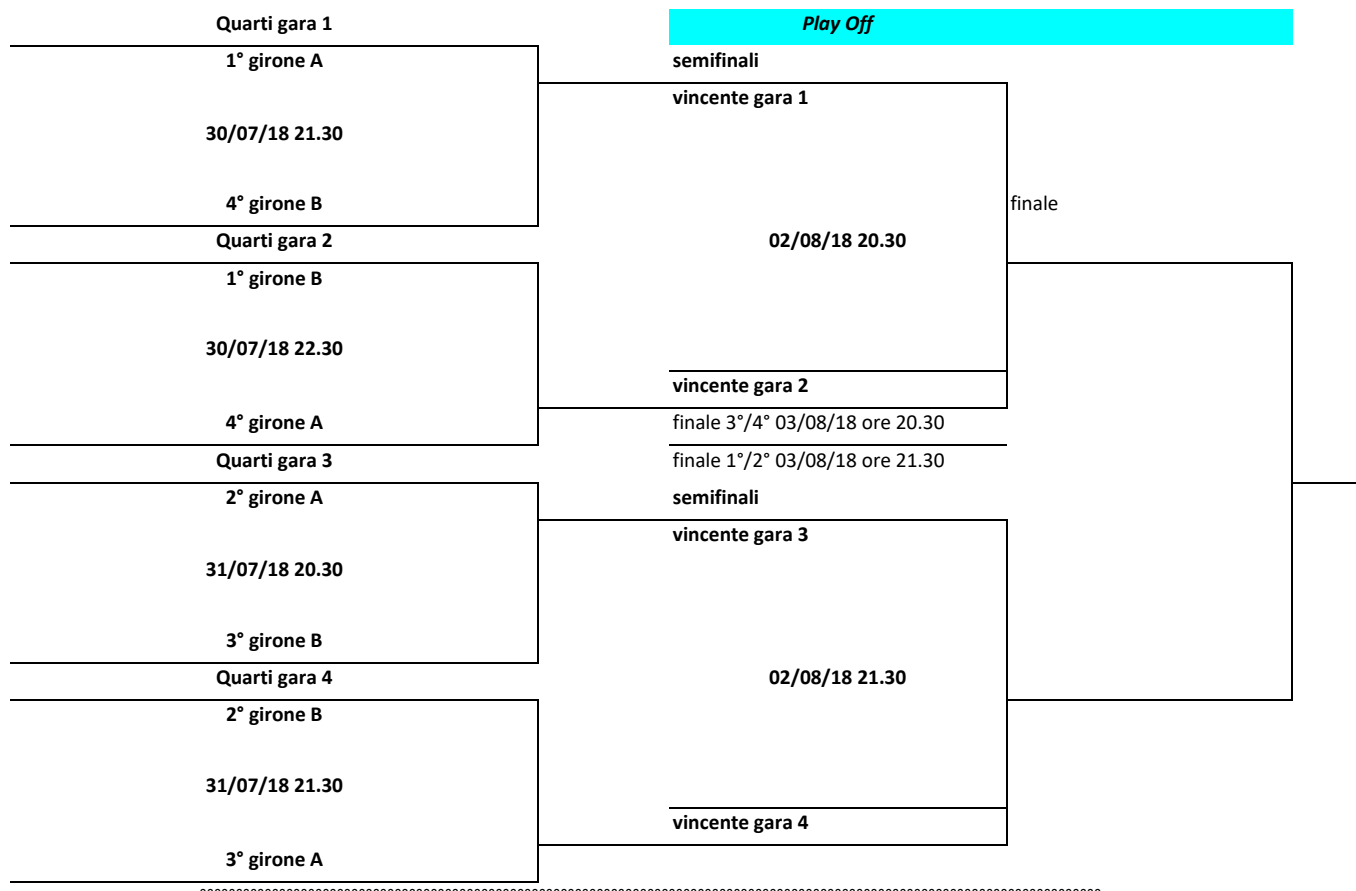 Quarti gara 1
Play Off
1° girone A
semifinali
vincente gara 1
30/07/18 21.30
4° girone B
finale
Quarti gara 2
02/08/18 20.30
1° girone B
30/07/18 22.30
vincente gara 2
4° girone A
finale 3°/4° 03/08/18 ore 20.30
Quarti gara 3
finale 1°/2° 03/08/18 ore 21.30
2° girone A
semifinali
vincente gara 3
31/07/18 20.30
3° girone B
Quarti gara 4
02/08/18 21.30
2° girone B
31/07/18 21.30
vincente gara 4
3° girone A